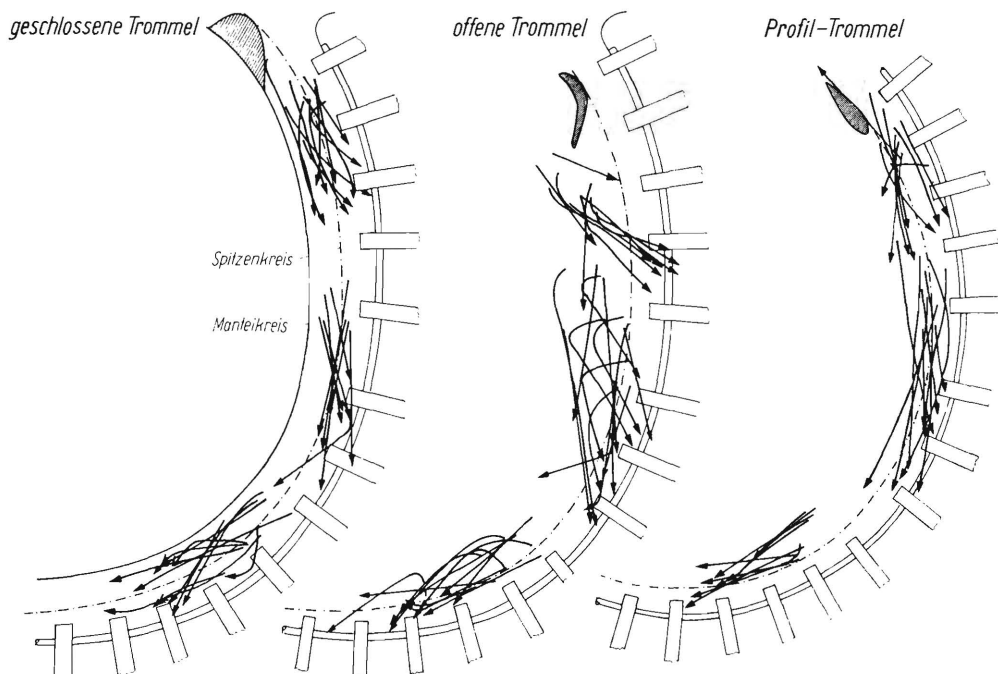 geschlossene Trommel
offene Trommel
Profil-Trommel
Spitzenkreis
Mantelkreis